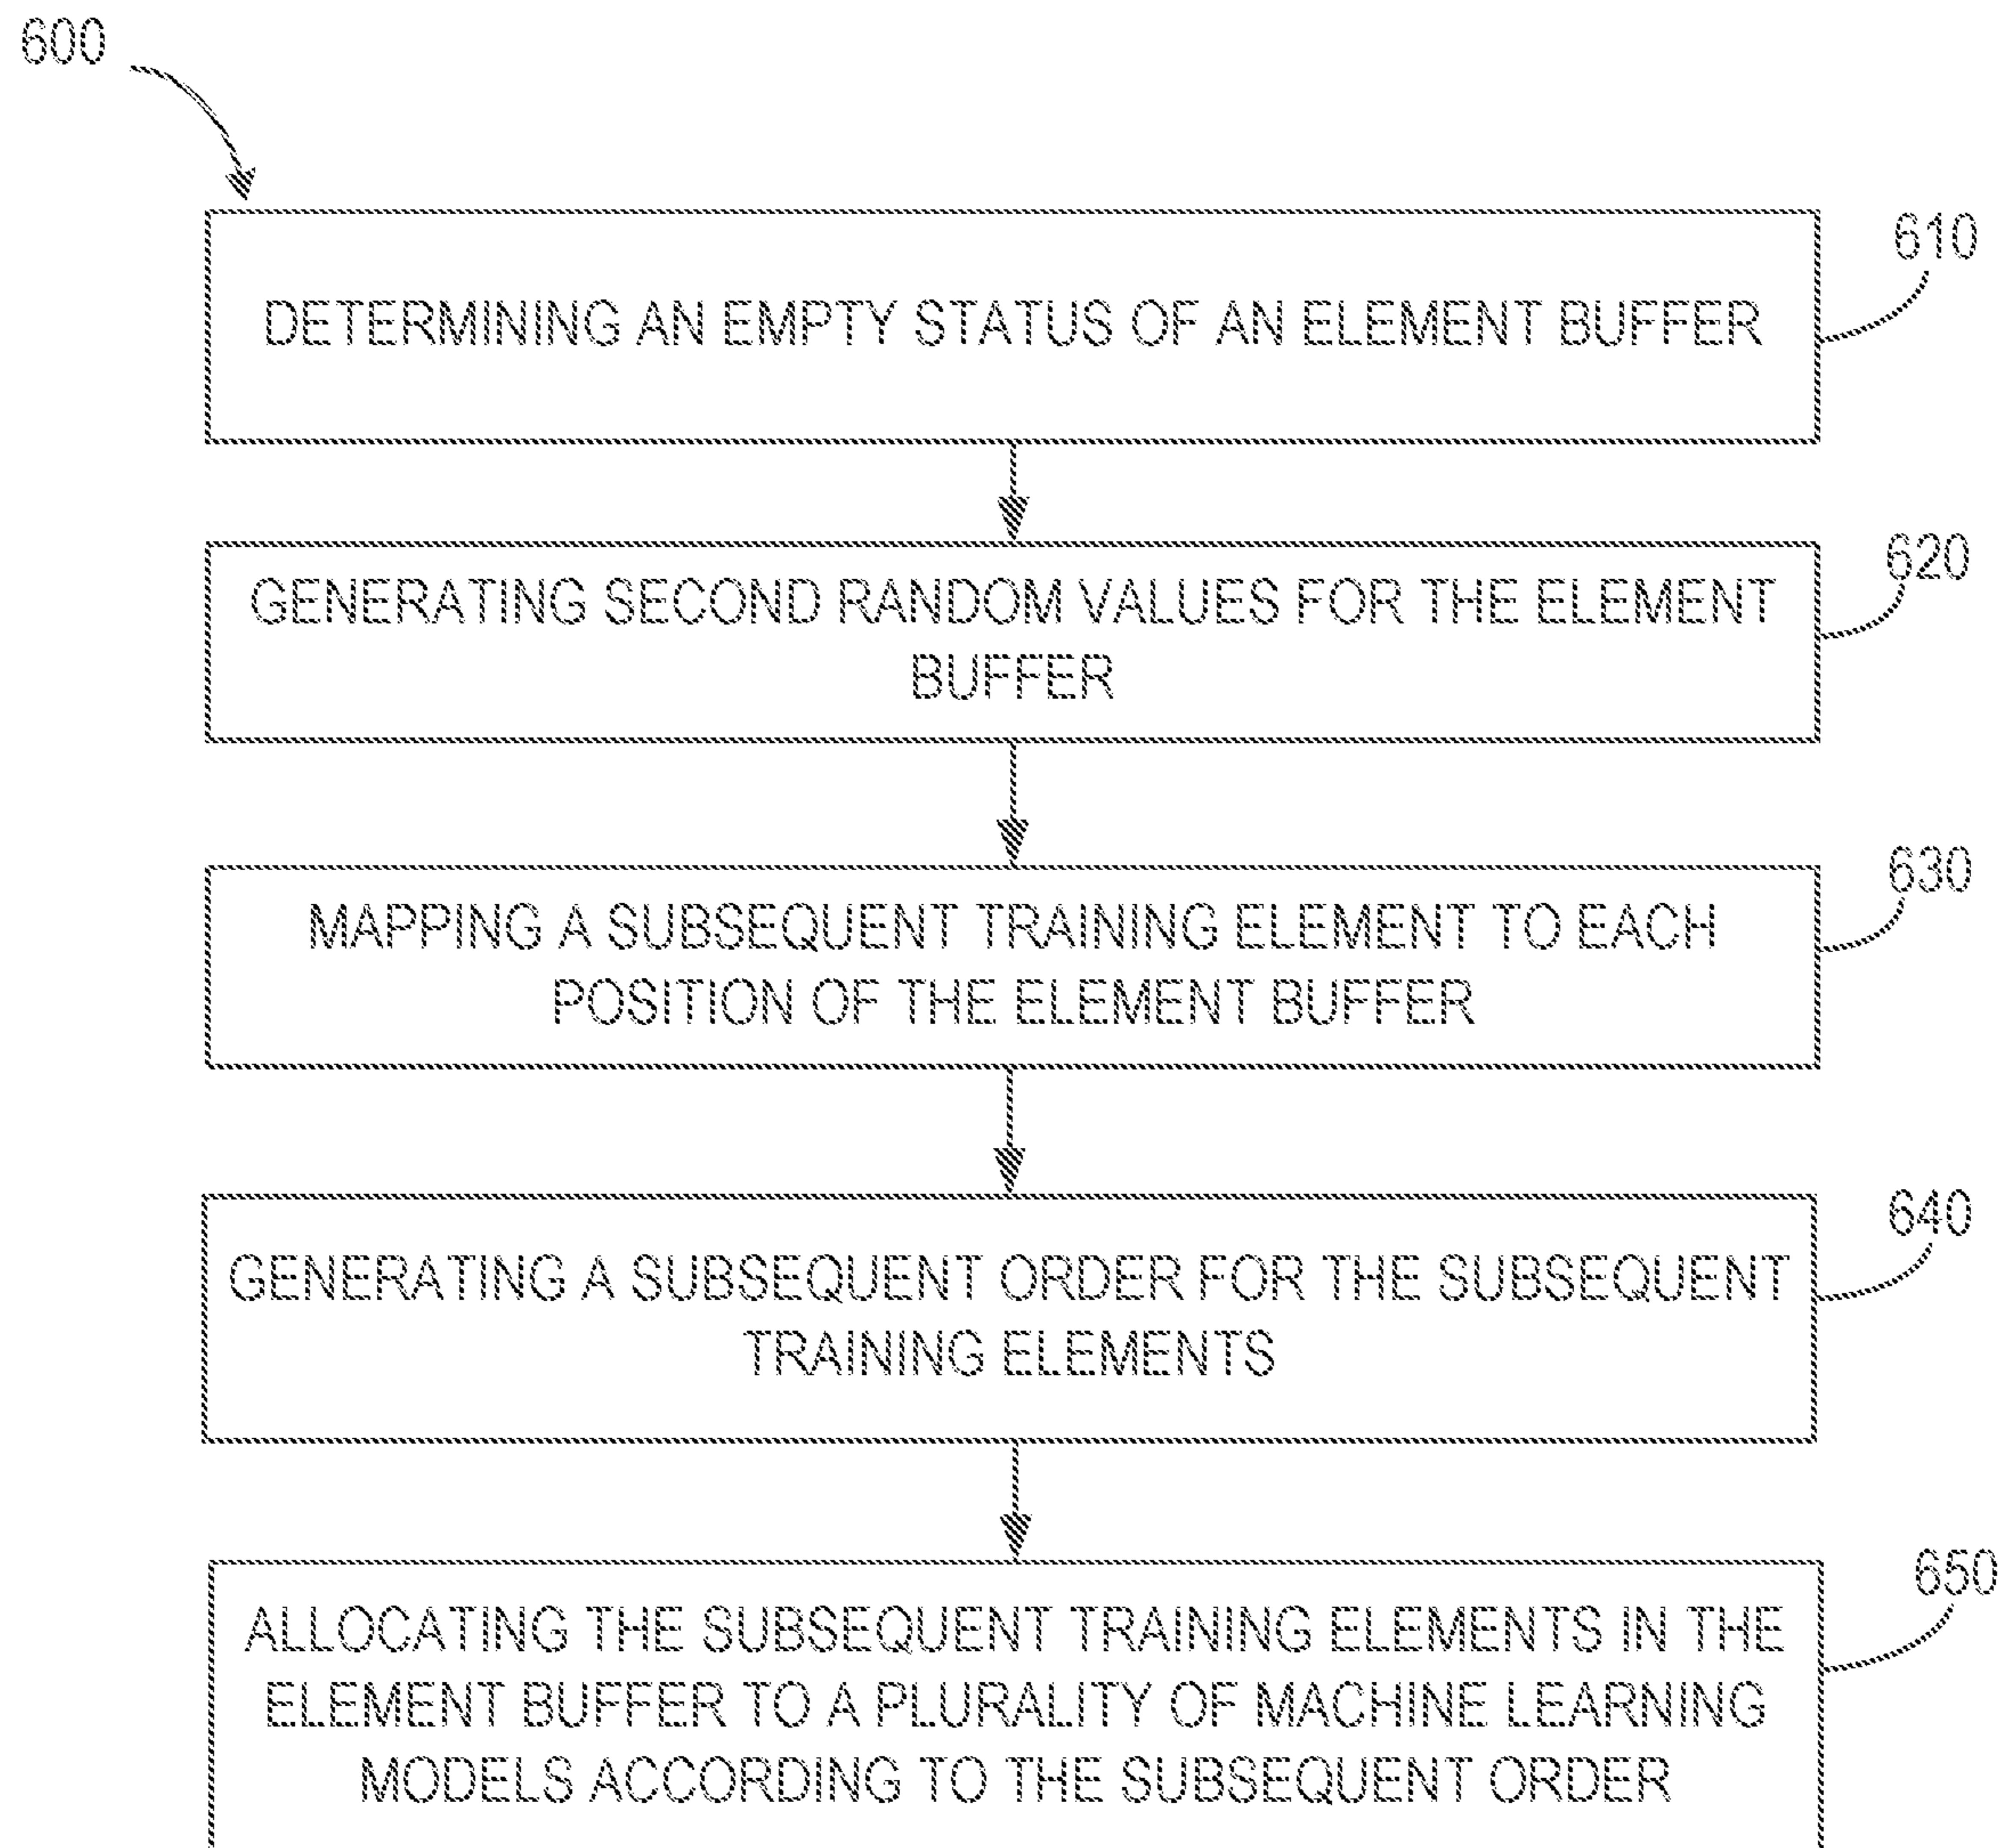 600
610
DETERMINING AN EMPTY STATUS OF AN ELEMENT BUFFER
620
GENERATING SECOND RANDOM VALUES FOR THE ELEMENT
BUFFER
630
MAPPING A SUBSEQUENT TRAINING ELEMENT TO EACH
POSITION OF THE ELEMENT BUFFER
640
GENERATING A SUBSEQUENT ORDER FOR THE SUBSEQUENT
TRAINING ELEMENTS
650
ALLOCATING THE SUBSEQUENT TRAINING ELEMENTS IN THE
ELEMENT BUFFER TO A PLURALITY OF MACHINE LEARNING
MODELS ACCORDING TO THE SUBSEQUENT ORDER